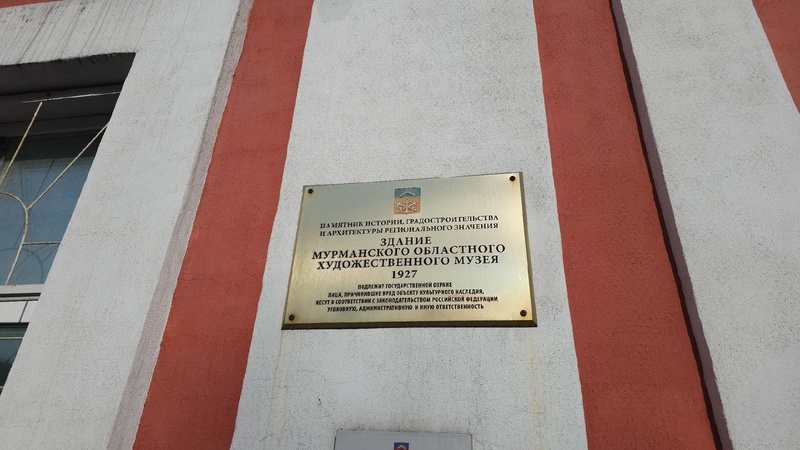 ПАМЯТНИК ИСТОРИИ, ГРАДОСТРОИТЕЛЬСТВА
И АРХИТЕКТУРЫ РЕГИОНАЛЬНОГО ЗНАЧЕНИЯ
ЗДАНИЕ
МУРМАНСКОГО ОБЛАСТНОГО
ХУДОЖЕСТВЕННОГО МУЗЕЯ
1927
ПОДЛЕЖИТ ГОСУДАРСТВЕННОЙ ОХРАНЕ
ЛИЦА, ПРИЧИНИВШИЕ ВРЕД ОБЪЕКТУ КУЛЬТУРНОГО НАСЛЕДИЯ,
НЕСУТ В СООТВЕТСТВИИ С ЗАКОНОДАТЕЛЬСТВОМ РОССИЙСКОЙ ФЕДЕРАЦИИ
УГОЛОВНУЮ, АДМИНИСТРАТИВНУЮ И ИНУЮ ОТВЕТСТВЕННОСТЬ